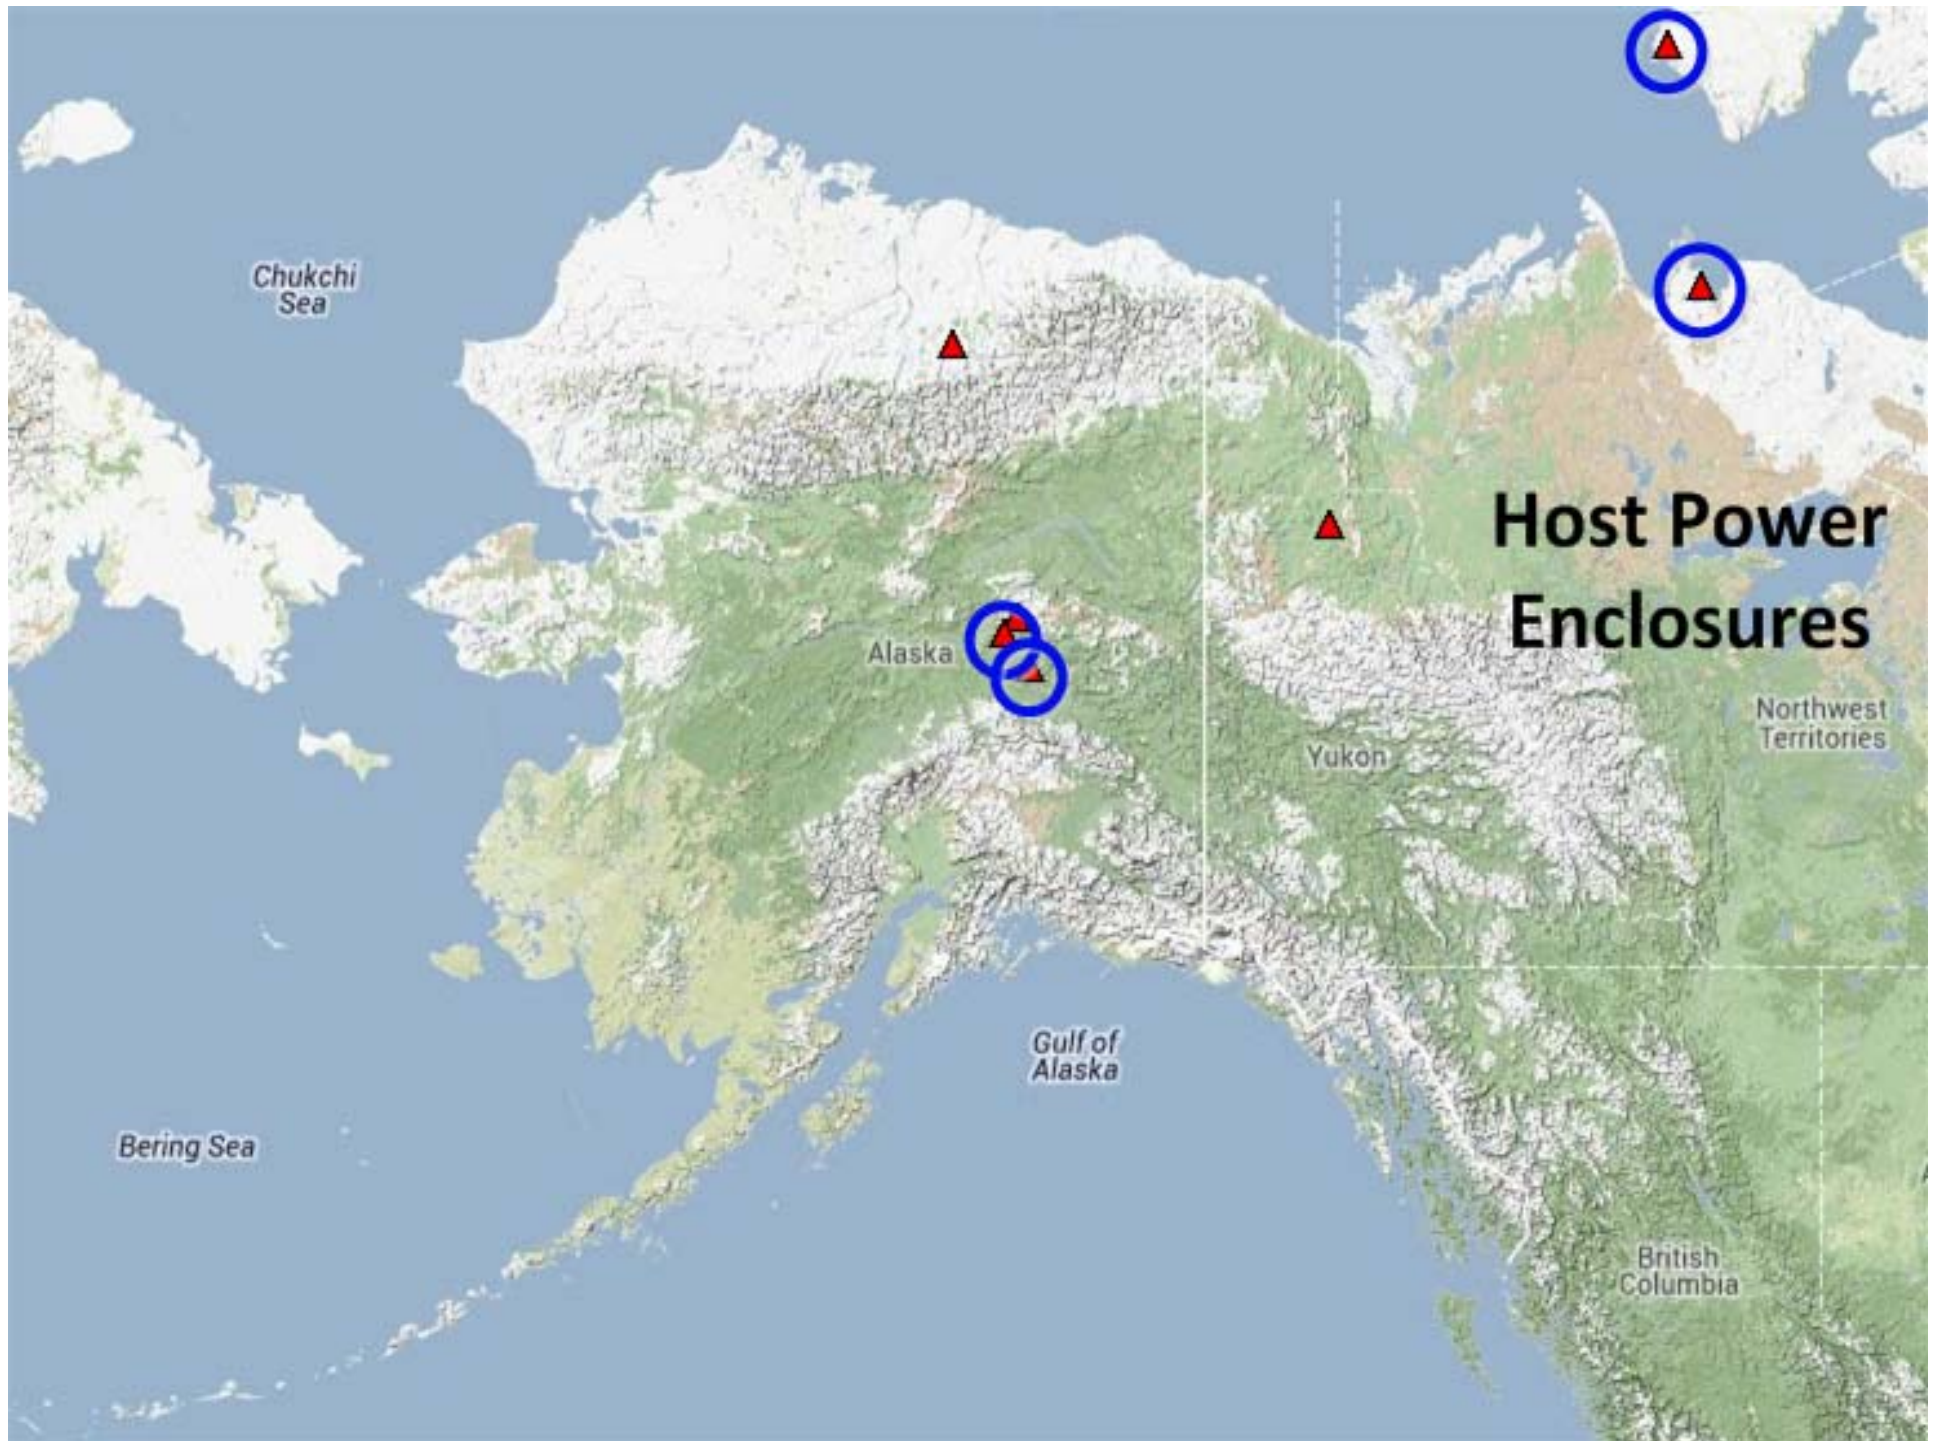 Chukchi
Sea
Host Power
Enclosures
Alaska
Northwest
Territories
Yukon
Gulf of
Alaska
Bering Sea
British
Columbia